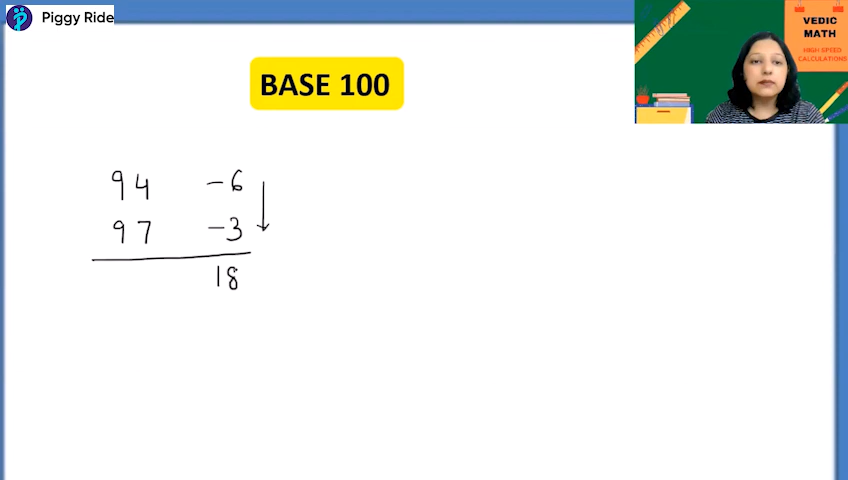 Piggy Ride
VEDIC
MATH
HIGH SPEED
CALCULATIONS
BASE 100
94 -6
97 -3
18